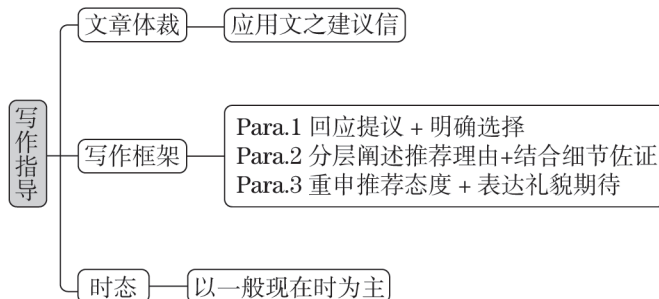 写作指导
文章体裁
应用文之建议信
写作框架
Para.1 回应提议 + 明确选择
Para.2 分层阐述推荐理由+结合细节佐证
Para.3 重申推荐态度 + 表达礼貌期待
时态
以一般现在时为主